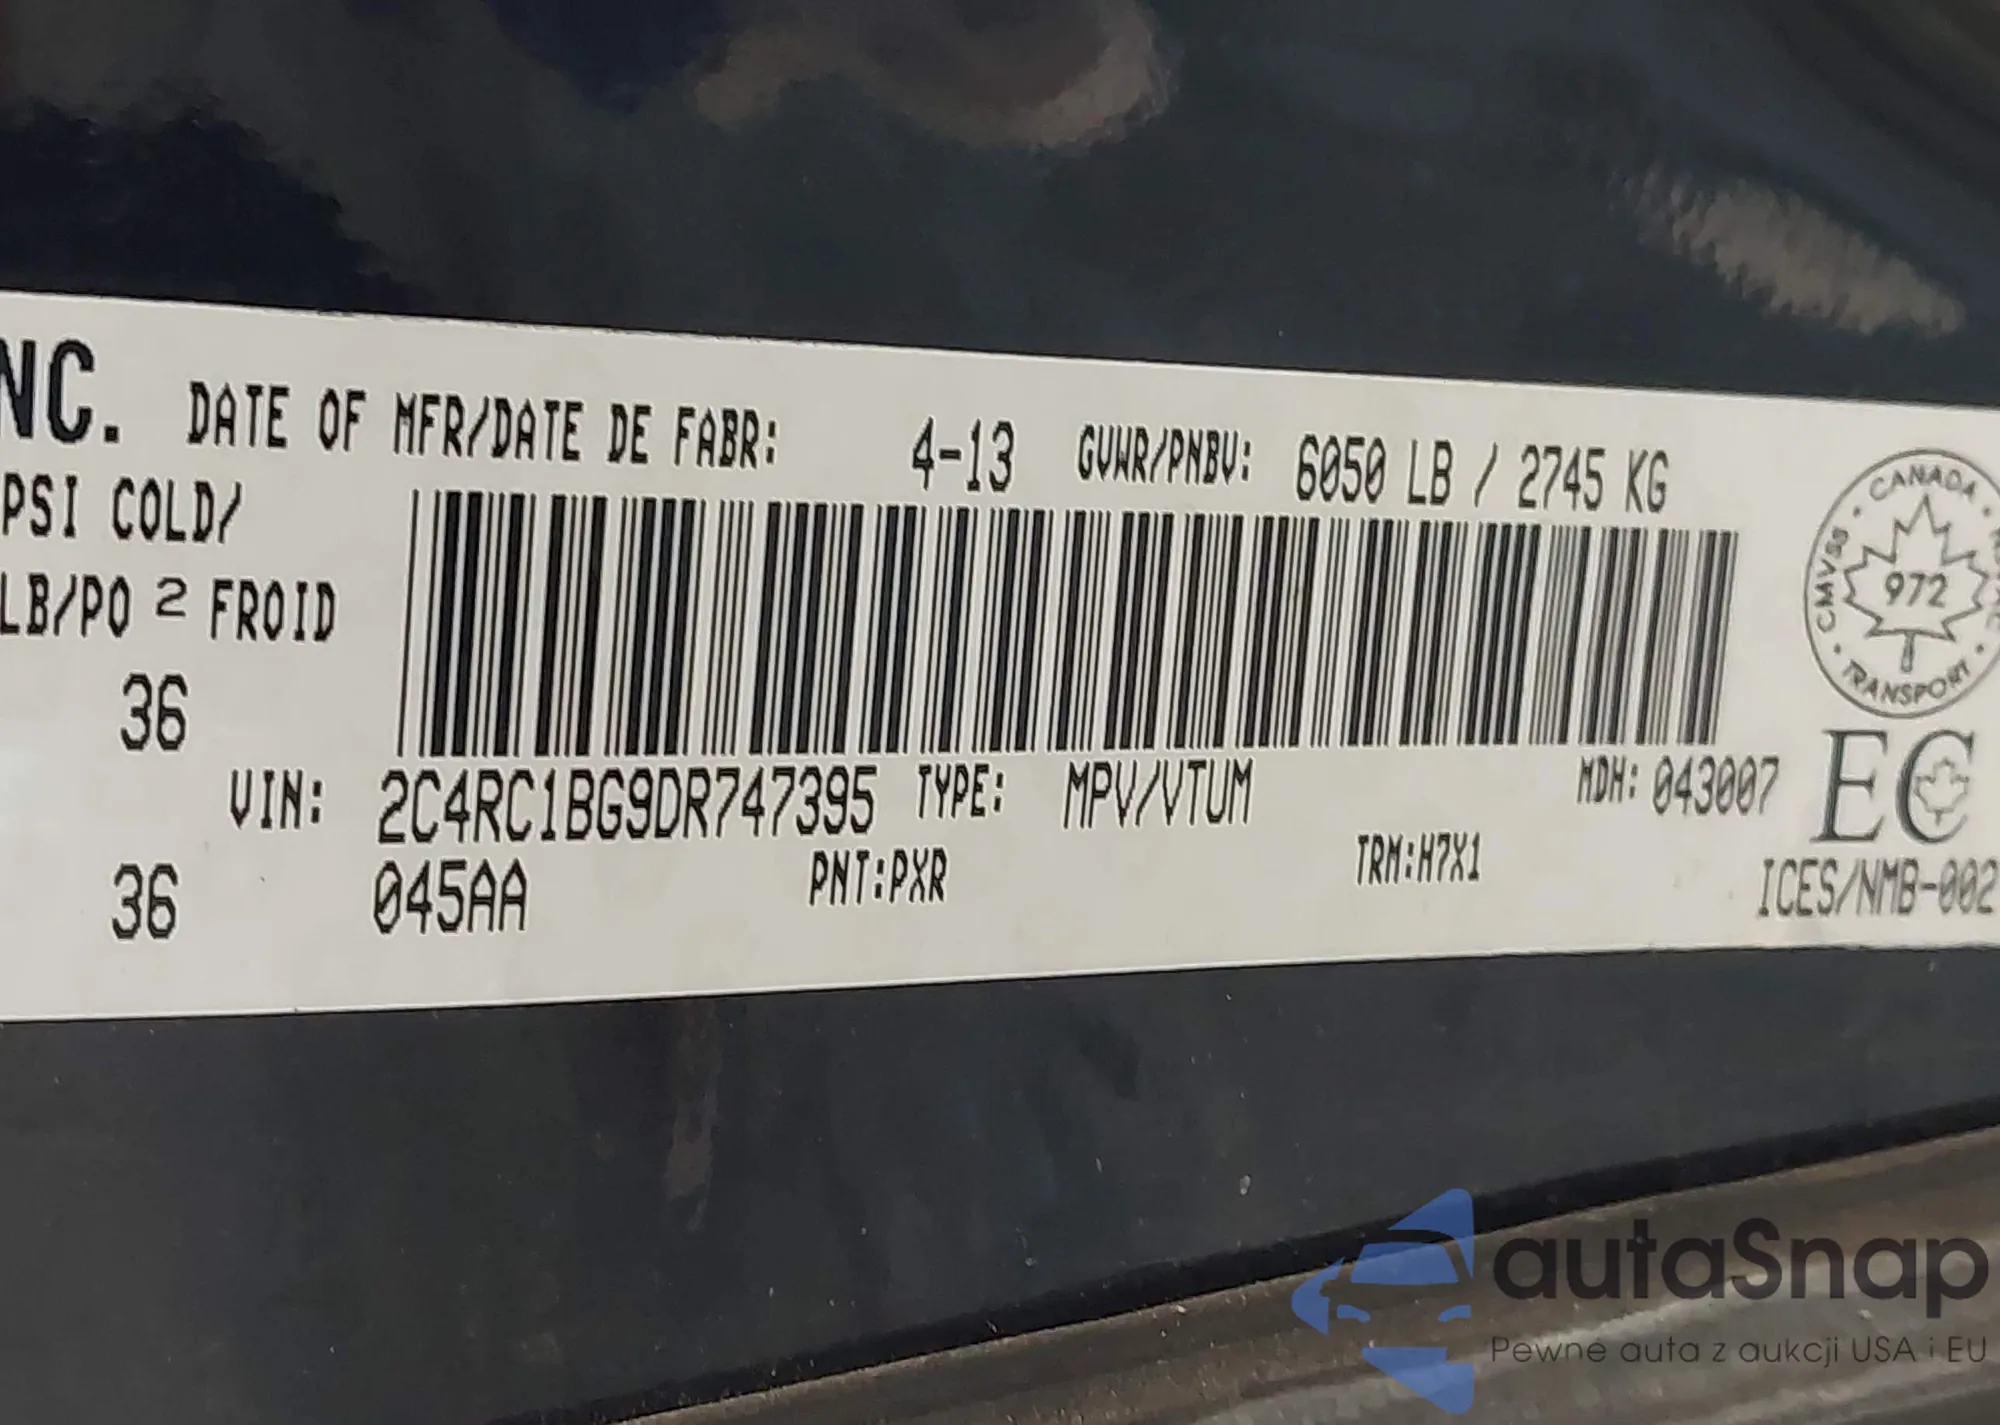 NC. DATE OF MFR/DATE DE FABR: 4-13 GVWR/PNBV: 6050 LB / 2745 KG
PSI COLD/
LB/PO 2 FROID
36
VIN: 2C4RC1BG9DR747395 TYPE: MPV/VTUM MDH: 043007
36 045AA PNT:PXR TRM:H7X1
CANADA
CMVSS
972
TRANSPORT
EC
ICES/NMB-002
autaSnap
Pewne auta z aukcji USA i EU